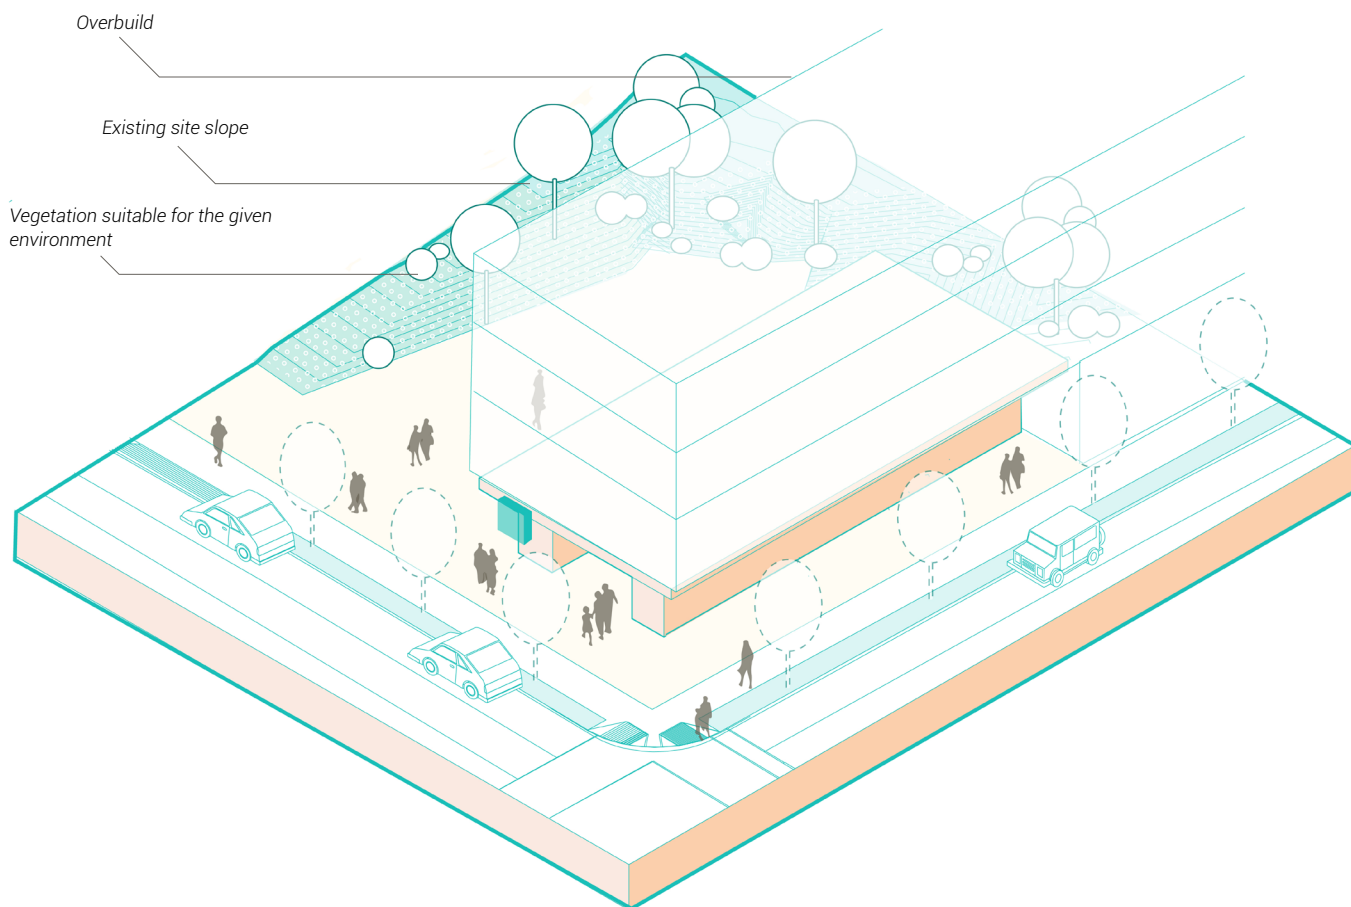 Overbuild
Existing site slope
Vegetation suitable for the given
environment